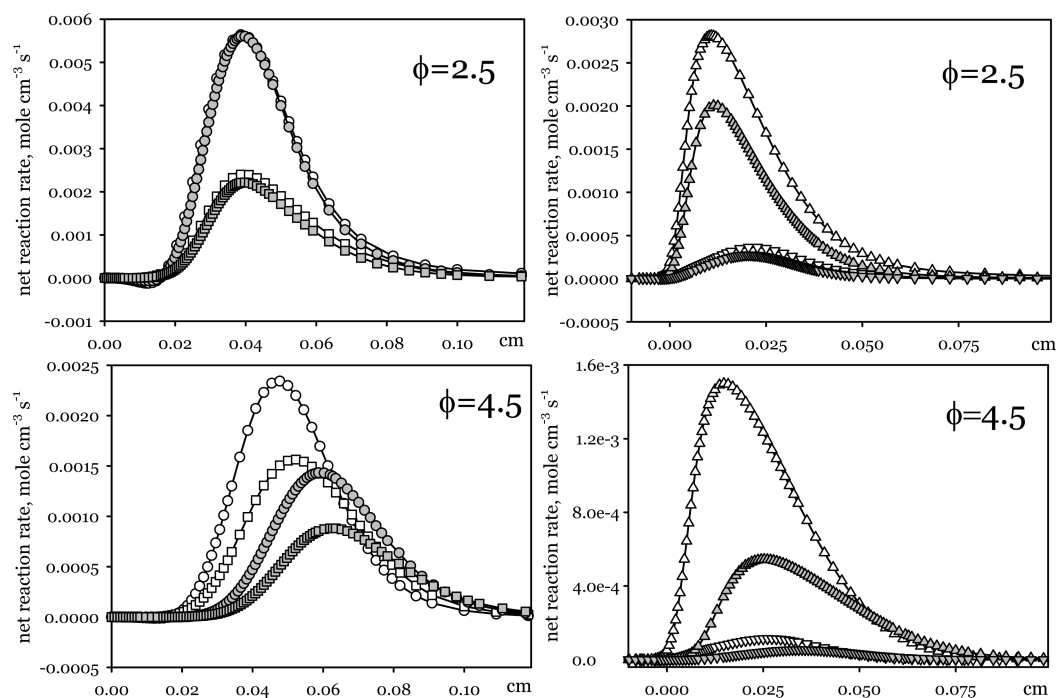 net reaction rate, mole cm⁻³ s⁻¹
0.006
0.005
0.004
0.003
0.002
0.001
0.000
-0.001
ϕ=2.5
0.00 0.02 0.04 0.06 0.08 0.10 cm
net reaction rate, mole cm⁻³ s⁻¹
0.0030
0.0025
0.0020
0.0015
0.0010
0.0005
0.0000
-0.0005
ϕ=2.5
0.000 0.025 0.050 0.075 cm
net reaction rate, mole cm⁻³ s⁻¹
0.0025
0.0020
0.0015
0.0010
0.0005
0.0000
-0.0005
ϕ=4.5
0.00 0.02 0.04 0.06 0.08 0.10 cm
net reaction rate, mole cm⁻³ s⁻¹
1.6e-3
1.2e-3
8.0e-4
4.0e-4
0.0
ϕ=4.5
0.000 0.025 0.050 0.075 cm